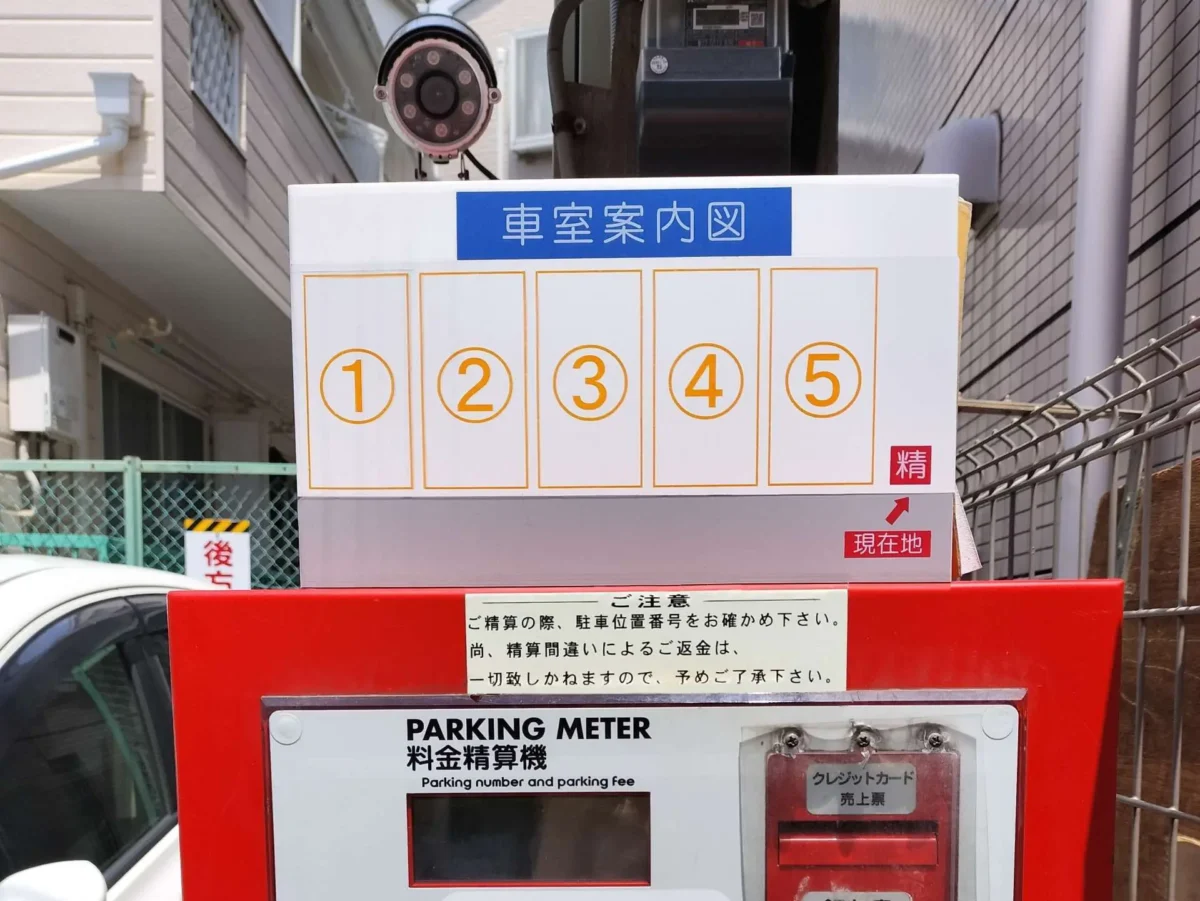 車室案内図
① ② ③ ④ ⑤
精
現在地
後方
ご注意
ご精算の際、駐車位置番号をお確かめ下さい。
尚、精算間違いによるご返金は、
一切致しかねますので、予めご了承下さい。
PARKING METER
料金精算機
Parking number and parking fee
クレジットカード
売上票